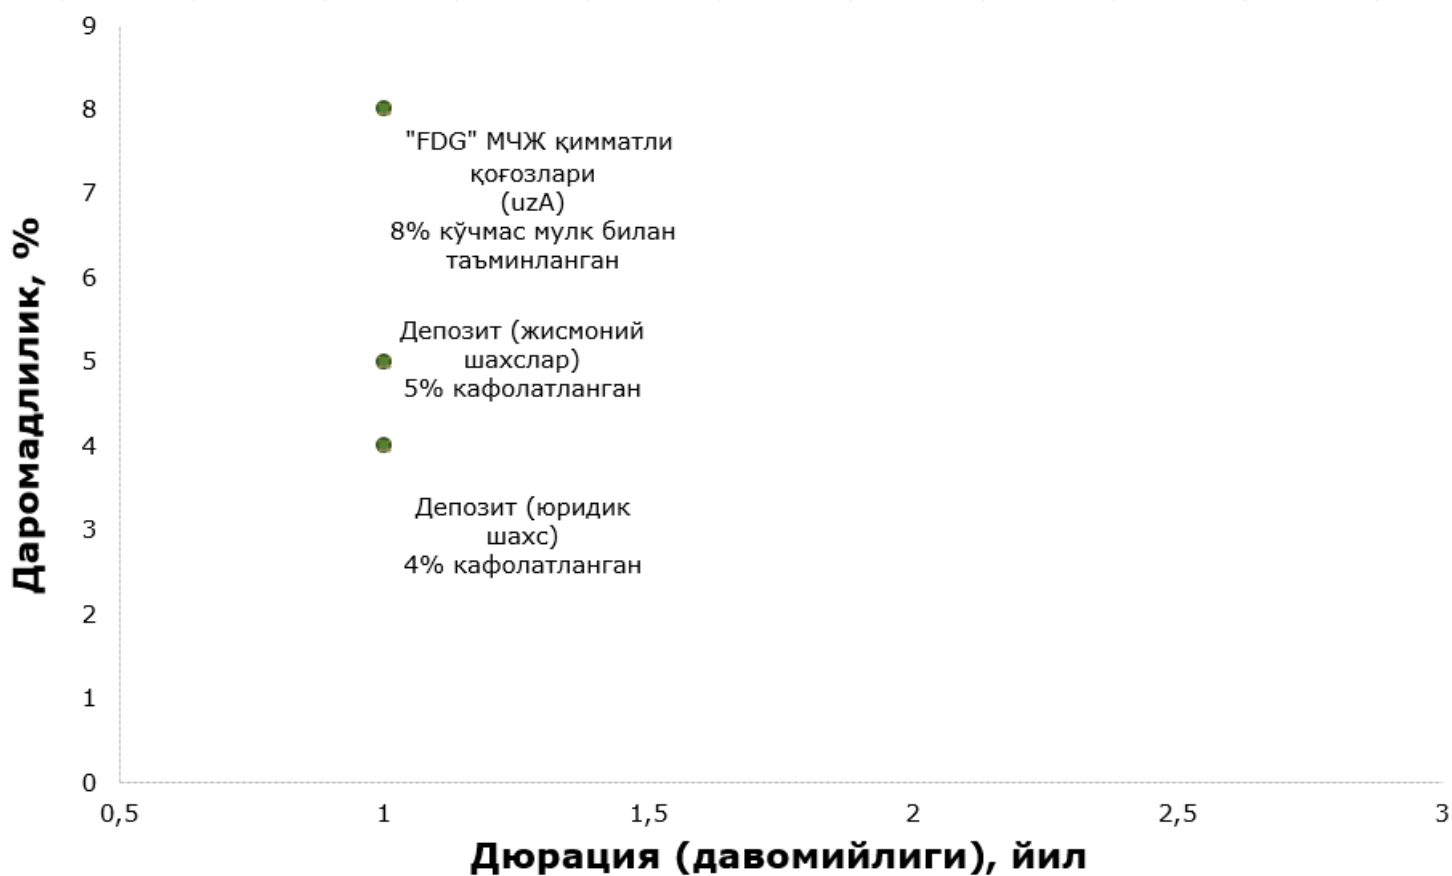 9
8
"FDG" МЧЖ қимматли
қоғозлари
(uzA)
8% кўчмас мулк билан
таъминланган
7
6
Депозит (жисмоний
шахслар)
5% кафолатланган
5
4
Депозит (юридик
шахс)
4% кафолатланган
3
2
1
0
0,5
1
1,5
2
2,5
3
Даромадлилик, %
Дюрация (давомийлиги), йил